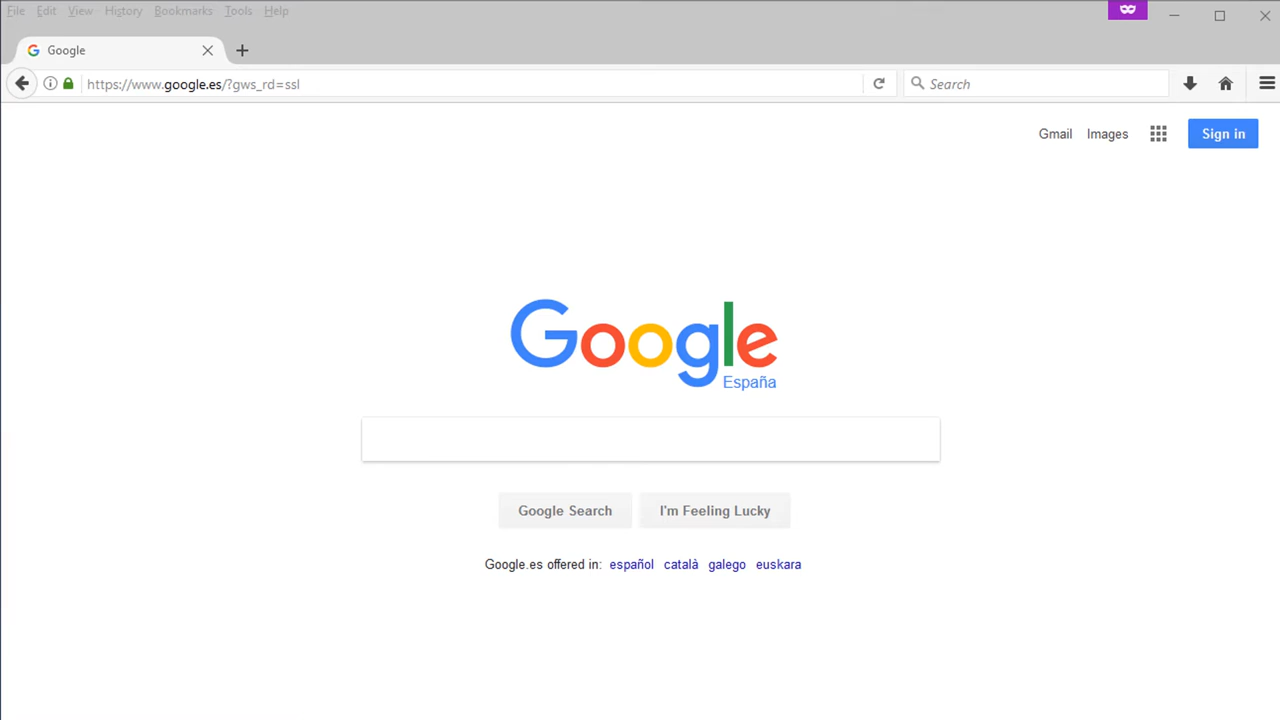 File Edit View History Bookmarks Tools Help
Google
https://www.google.es/?gws_rd=ssl
Search
Gmail Images Sign in
Google
España
Google Search I'm Feeling Lucky
Google.es offered in: español català galego euskara